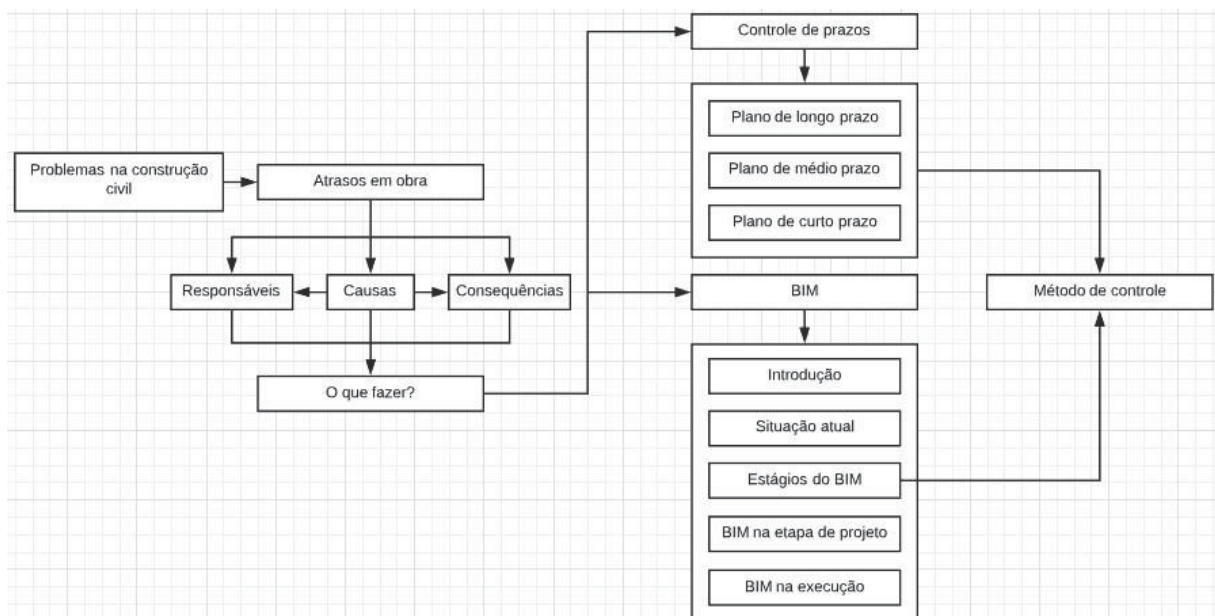 Problemas na construção
civil
Atrasos em obra
Responsáveis
Causas
Consequências
O que fazer?
Controle de prazos
Plano de longo prazo
Plano de médio prazo
Plano de curto prazo
BIM
Introdução
Situação atual
Estágios do BIM
BIM na etapa de projeto
BIM na execução
Método de controle